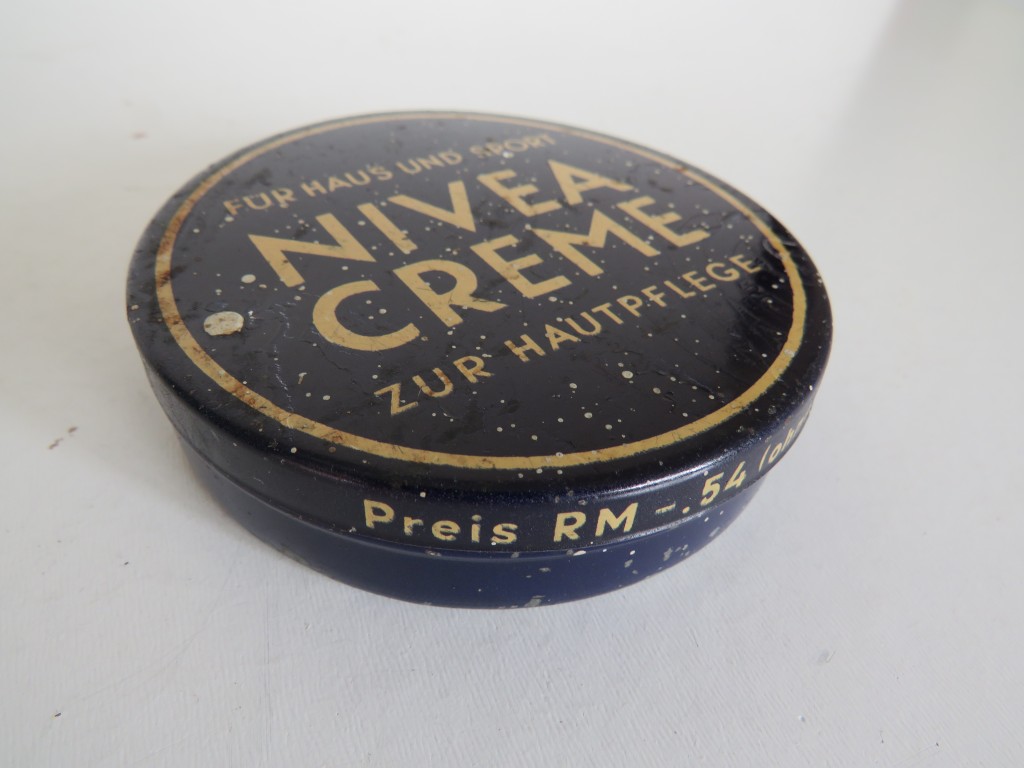 FÜR HAUS UND SPORT
NIVEA
CREME
ZUR HAUTPFLEGE
Preis RM -.54